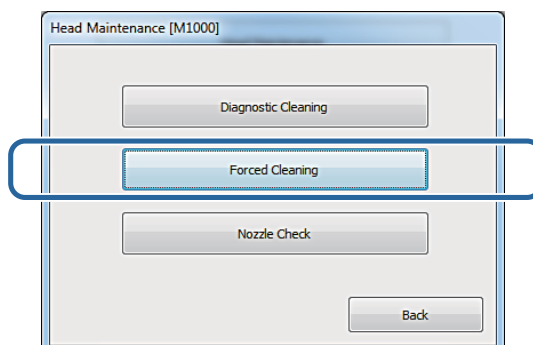 Head Maintenance [M1000]
Diagnostic Cleaning
Forced Cleaning
Nozzle Check
Back